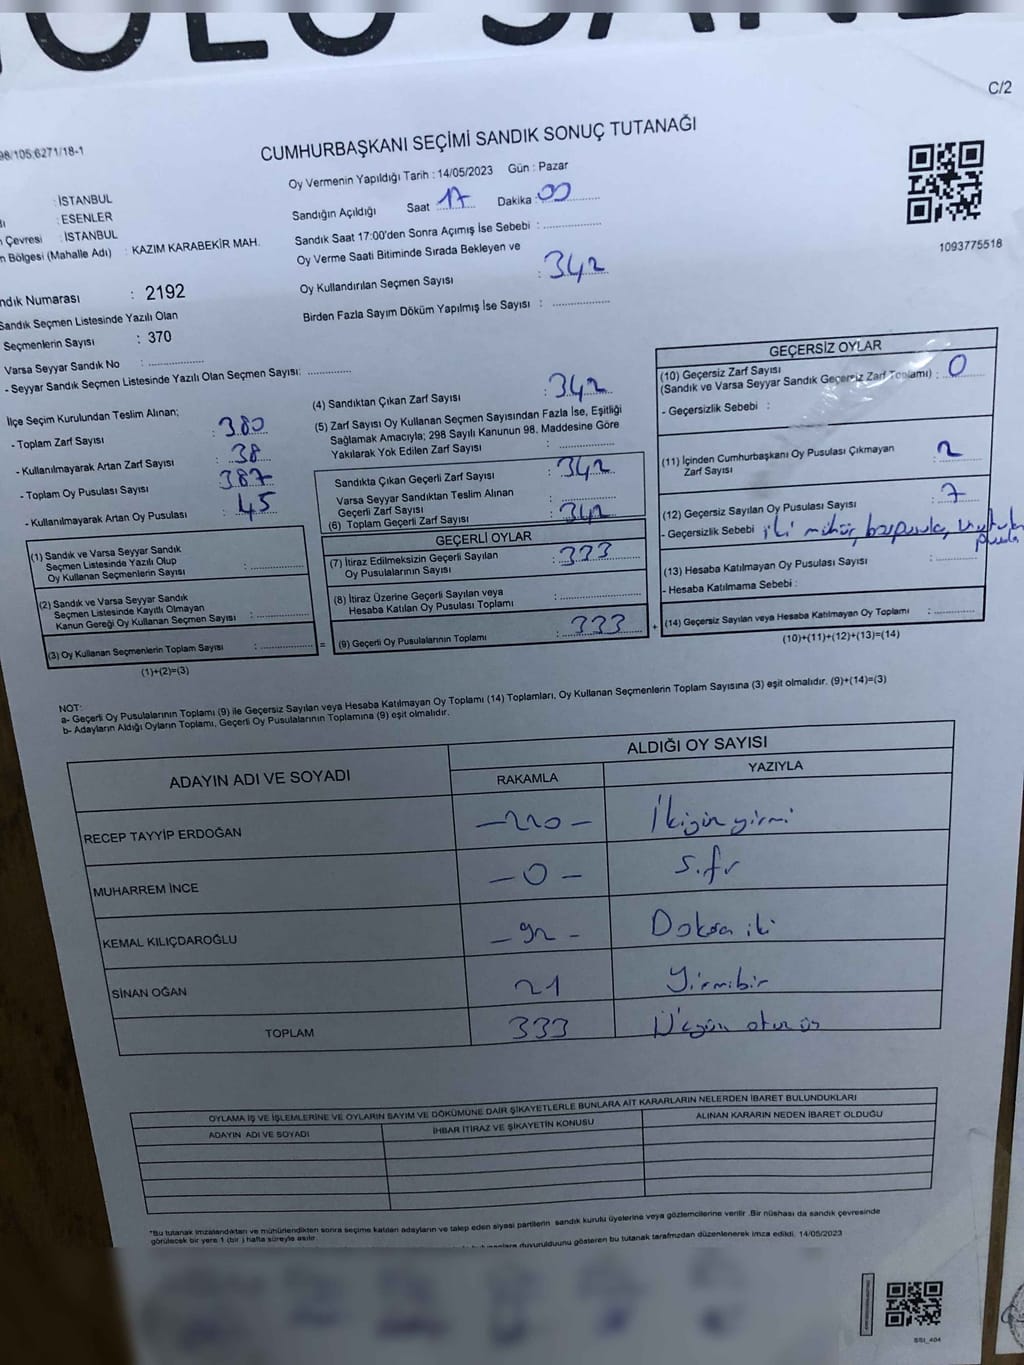 C/2
98/105:6271/18-1
CUMHURBAŞKANI SEÇİMİ SANDIK SONUÇ TUTANAĞI
: İSTANBUL
: ESENLER
n Çevresi : İSTANBUL
n Bölgesi (Mahalle Adı) : KAZIM KARABEKİR MAH.
ndık Numarası : 2192
Sandık Seçmen Listesinde Yazılı Olan
Seçmenlerin Sayısı : 370
Varsa Seyyar Sandık No :
- Seyyar Sandık Seçmen Listesinde Yazılı Olan Seçmen Sayısı:
Oy Vermenin Yapıldığı Tarih : 14/05/2023 Gün : Pazar
Sandığın Açıldığı Saat 17 Dakika : 00
Sandık Saat 17:00'den Sonra Açımış İse Sebebi :
Oy Verme Saati Bitiminde Sırada Bekleyen ve
Oy Kullandırılan Seçmen Sayısı : 342
Birden Fazla Sayım Döküm Yapılmış İse Sayısı :
1093775518
İlçe Seçim Kurulundan Teslim Alınan;
- Toplam Zarf Sayısı : 380
- Kullanılmayarak Artan Zarf Sayısı : 38
- Toplam Oy Pusulası Sayısı : 387
- Kullanılmayarak Artan Oy Pusulası : 45
(1) Sandık ve Varsa Seyyar Sandık
Seçmen Listesinde Yazılı Olup
Oy Kullanan Seçmenlerin Sayısı :
(2) Sandık ve Varsa Seyyar Sandık
Seçmen Listesinde Kayıtlı Olmayan
Kanun Gereği Oy Kullanan Seçmen Sayısı :
(3) Oy Kullanan Seçmenlerin Toplam Sayısı : =
(1)+(2)=(3)
(4) Sandıktan Çıkan Zarf Sayısı : 342
(5) Zarf Sayısı Oy Kullanan Seçmen Sayısından Fazla İse, Eşitliği
Sağlamak Amacıyla; 298 Sayılı Kanunun 98. Maddesine Göre
Yakılarak Yok Edilen Zarf Sayısı :
Sandıkta Çıkan Geçerli Zarf Sayısı : 342
Varsa Seyyar Sandıktan Teslim Alınan
Geçerli Zarf Sayısı :
(6) Toplam Geçerli Zarf Sayısı : 342
GEÇERLİ OYLAR
(7) İtiraz Edilmeksizin Geçerli Sayılan
Oy Pusulalarının Sayısı : 333
(8) İtiraz Üzerine Geçerli Sayılan veya
Hesaba Katılan Oy Pusulası Toplamı :
(9) Geçerli Oy Pusulalarının Toplamı : 333 +
GEÇERSİZ OYLAR
(10) Geçersiz Zarf Sayısı
(Sandık ve Varsa Seyyar Sandık Geçersiz Zarf Toplamı) : 0
- Geçersizlik Sebebi :
(11) İçinden Cumhurbaşkanı Oy Pusulası Çıkmayan
Zarf Sayısı : 2
(12) Geçersiz Sayılan Oy Pusulası Sayısı : 7
- Geçersizlik Sebebi : iki mühür, boş pusula, pusula
(13) Hesaba Katılmayan Oy Pusulası Sayısı :
- Hesaba Katılmama Sebebi :
(14) Geçersiz Sayılan veya Hesaba Katılmayan Oy Toplamı :
(10)+(11)+(12)+(13)=(14)
NOT:
a- Geçerli Oy Pusulalarının Toplamı (9) ile Geçersiz Sayılan veya Hesaba Katılmayan Oy Toplamı (14) Toplamları, Oy Kullanan Seçmenlerin Toplam Sayısına (3) eşit olmalıdır. (9)+(14)=(3)
b- Adayların Aldığı Oyların Toplamı, Geçerli Oy Pusulalarının Toplamına (9) eşit olmalıdır.
ADAYIN ADI VE SOYADI
ALDIĞI OY SAYISI
RAKAMLA YAZIYLA
RECEP TAYYİP ERDOĞAN -220- İkiyüzyirmi
MUHARREM İNCE -0- Sıfır
KEMAL KILIÇDAROĞLU -92- Doksan iki
SİNAN OĞAN 21 Yirmibir
TOPLAM 333 Üçyüz otuz üç
OYLAMA İŞ VE İŞLEMLERİNE VE OYLARIN SAYIM VE DÖKÜMÜNE DAİR ŞİKAYETLERLE BUNLARA AİT KARARLARIN NELERDEN İBARET BULUNDUKLARI
ADAYIN ADI VE SOYADI İHBAR İTİRAZ VE ŞİKAYETİN KONUSU ALINAN KARARIN NEDEN İBARET OLDUĞU
*Bu tutanak imzalandıktan ve mühürlendikten sonra seçime katılan adayların ve talep eden siyasi partilerin sandık kurulu üyelerine veya gözlemcilerine verilir .Bir nüshası da sandık çevresinde
görülecek bir yere 1 (bir ) hafta süreyle asılır.
duyurulduunu gösteren bu tutanak tarafmzdan düzenlenerek imza edildi. 14/05/2023
SSI_404